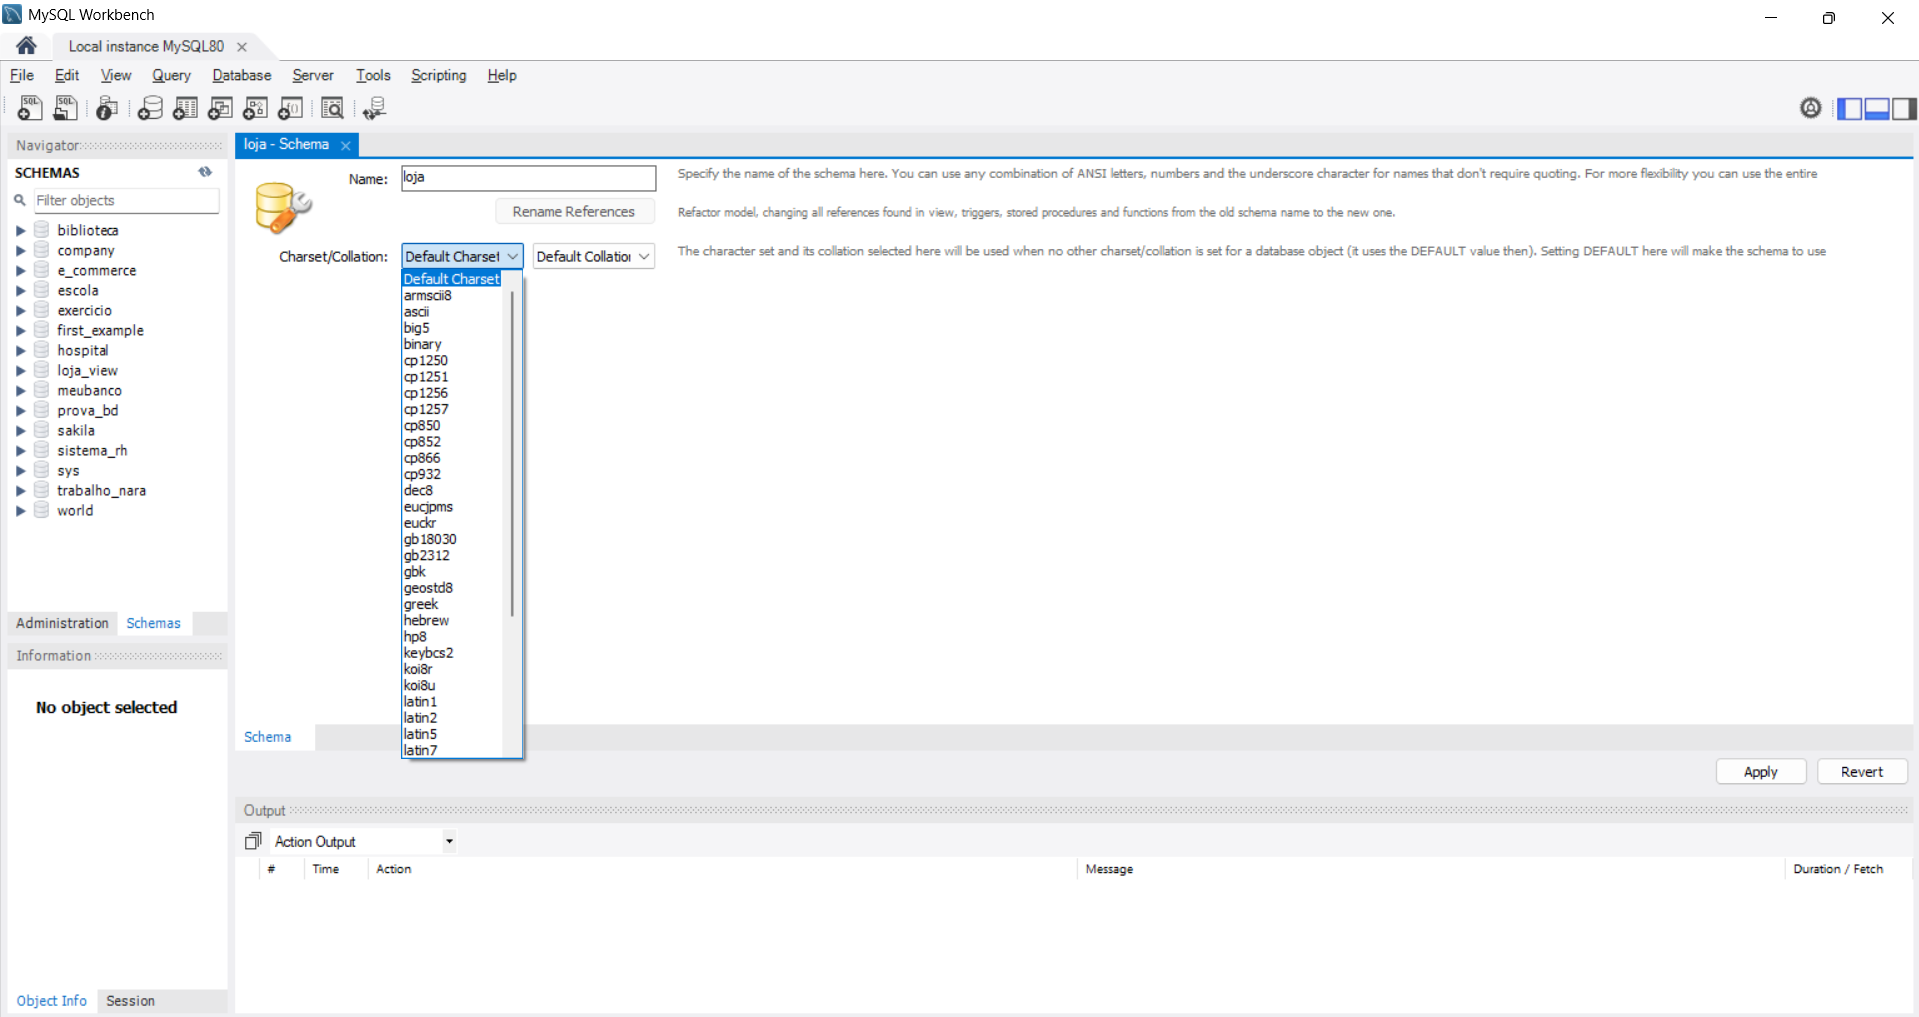 MySQL Workbench
Local instance MySQL80
File Edit View Query Database Server Tools Scripting Help
Navigator
SCHEMAS
Filter objects
biblioteca
company
e_commerce
escola
exercicio
first_example
hospital
loja_view
meubanco
prova_bd
sakila
sistema_rh
sys
trabalho_nara
world
Administration Schemas
Information
No object selected
Object Info Session
loja - Schema
Name: loja
Specify the name of the schema here. You can use any combination of ANSI letters, numbers and the underscore character for names that don't require quoting. For more flexibility you can use the entire
Rename References
Refactor model, changing all references found in view, triggers, stored procedures and functions from the old schema name to the new one.
Charset/Collation: Default Charset Default Collation
The character set and its collation selected here will be used when no other charset/collation is set for a database object (it uses the DEFAULT value then). Setting DEFAULT here will make the schema to use
Default Charset
armscii8
ascii
big5
binary
cp1250
cp1251
cp1256
cp1257
cp850
cp852
cp866
cp932
dec8
eucjpms
euckr
gb18030
gb2312
gbk
geostd8
greek
hebrew
hp8
keybcs2
koi8r
koi8u
latin1
latin2
latin5
latin7
Schema
Apply Revert
Output
Action Output
# Time Action Message Duration / Fetch